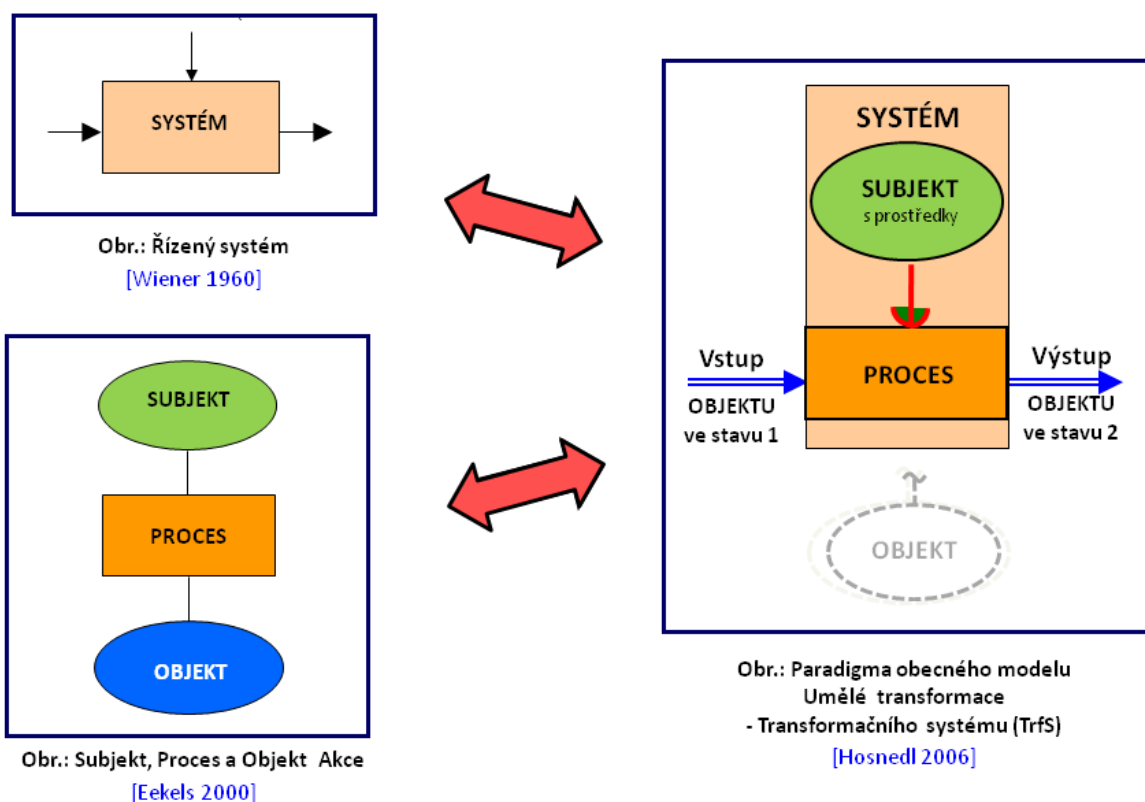 SYSTÉM
Obr.: Řízený systém
[Wiener 1960]
SUBJEKT
PROCES
OBJEKT
Obr.: Subjekt, Proces a Objekt Akce
[Eekels 2000]
SYSTÉM
SUBJEKT
s prostředky
Vstup
OBJEKTU
ve stavu 1
PROCES
Výstup
OBJEKTU
ve stavu 2
OBJEKT
Obr.: Paradigma obecného modelu
Umělé transformace
- Transformačního systému (TrfS)
[Hosnedl 2006]